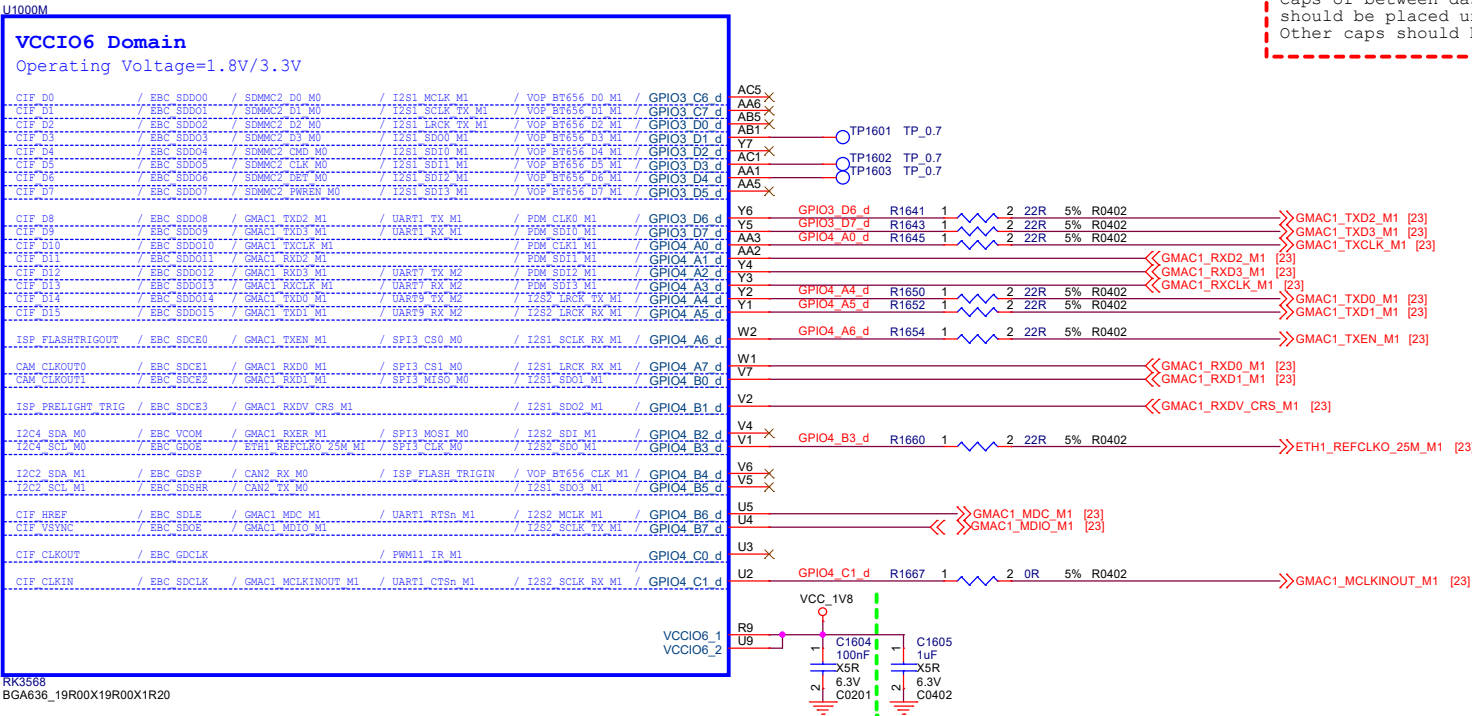 U1000M
Caps of between da
should be placed u
Other caps should b
VCCIO6 Domain
Operating Voltage=1.8V/3.3V
CIF_D0 / EBC_SDDO0 / SDMMC2_D0_M0 / I2S1_MCLK_M1 / VOP_BT656_D0_M1 / GPIO3_C6_d AC5
CIF_D1 / EBC_SDDO1 / SDMMC2_D1_M0 / I2S1_SCLK_TX_M1 / VOP_BT656_D1_M1 / GPIO3_C7_d AA6
CIF_D2 / EBC_SDDO2 / SDMMC2_D2_M0 / I2S1_LRCK_TX_M1 / VOP_BT656_D2_M1 / GPIO3_D0_d AB5
CIF_D3 / EBC_SDDO3 / SDMMC2_D3_M0 / I2S1_SDO0_M1 / VOP_BT656_D3_M1 / GPIO3_D1_d AB1 TP1601 TP_0.7
CIF_D4 / EBC_SDDO4 / SDMMC2_CMD_M0 / I2S1_SDI0_M1 / VOP_BT656_D4_M1 / GPIO3_D2_d Y7
CIF_D5 / EBC_SDDO5 / SDMMC2_CLK_M0 / I2S1_SDI1_M1 / VOP_BT656_D5_M1 / GPIO3_D3_d AC1 TP1602 TP_0.7
CIF_D6 / EBC_SDDO6 / SDMMC2_DET_M0 / I2S1_SDI2_M1 / VOP_BT656_D6_M1 / GPIO3_D4_d AA1 TP1603 TP_0.7
CIF_D7 / EBC_SDDO7 / SDMMC2_PWREN_M0 / I2S1_SDI3_M1 / VOP_BT656_D7_M1 / GPIO3_D5_d AA5
CIF_D8 / EBC_SDDO8 / GMAC1_TXD2_M1 / UART1_TX_M1 / PDM_CLK0_M1 / GPIO3_D6_d Y6 GPIO3_D6_d R1641 1 2 22R 5% R0402 GMAC1_TXD2_M1 [23]
CIF_D9 / EBC_SDDO9 / GMAC1_TXD3_M1 / UART1_RX_M1 / PDM_SDI0_M1 / GPIO3_D7_d Y5 GPIO3_D7_d R1643 1 2 22R 5% R0402 GMAC1_TXD3_M1 [23]
CIF_D10 / EBC_SDDO10 / GMAC1_TXCLK_M1 / PDM_CLK1_M1 / GPIO4_A0_d AA3 GPIO4_A0_d R1645 1 2 22R 5% R0402 GMAC1_TXCLK_M1 [23]
CIF_D11 / EBC_SDDO11 / GMAC1_RXD2_M1 / PDM_SDI1_M1 / GPIO4_A1_d AA2 GMAC1_RXD2_M1 [23]
CIF_D12 / EBC_SDDO12 / GMAC1_RXD3_M1 / UART7_TX_M2 / PDM_SDI2_M1 / GPIO4_A2_d Y4 GMAC1_RXD3_M1 [23]
CIF_D13 / EBC_SDDO13 / GMAC1_RXCLK_M1 / UART7_RX_M2 / PDM_SDI3_M1 / GPIO4_A3_d Y3 GMAC1_RXCLK_M1 [23]
CIF_D14 / EBC_SDDO14 / GMAC1_TXD0_M1 / UART9_TX_M2 / I2S2_LRCK_TX_M1 / GPIO4_A4_d Y2 GPIO4_A4_d R1650 1 2 22R 5% R0402 GMAC1_TXD0_M1 [23]
CIF_D15 / EBC_SDDO15 / GMAC1_TXD1_M1 / UART9_RX_M2 / I2S2_LRCK_RX_M1 / GPIO4_A5_d Y1 GPIO4_A5_d R1652 1 2 22R 5% R0402 GMAC1_TXD1_M1 [23]
ISP_FLASHTRIGOUT / EBC_SDCE0 / GMAC1_TXEN_M1 / SPI3_CS0_M0 / I2S1_SCLK_RX_M1 / GPIO4_A6_d W2 GPIO4_A6_d R1654 1 2 22R 5% R0402 GMAC1_TXEN_M1 [23]
CAM_CLKOUT0 / EBC_SDCE1 / GMAC1_RXD0_M1 / SPI3_CS1_M0 / I2S1_LRCK_RX_M1 / GPIO4_A7_d W1 GMAC1_RXD0_M1 [23]
CAM_CLKOUT1 / EBC_SDCE2 / GMAC1_RXD1_M1 / SPI3_MISO_M0 / I2S1_SDO1_M1 / GPIO4_B0_d V7 GMAC1_RXD1_M1 [23]
ISP_PRELIGHT_TRIG / EBC_SDCE3 / GMAC1_RXDV_CRS_M1 / I2S1_SDO2_M1 / GPIO4_B1_d V2 GMAC1_RXDV_CRS_M1 [23]
I2C4_SDA_M0 / EBC_VCOM / GMAC1_RXER_M1 / SPI3_MOSI_M0 / I2S2_SDI_M1 / GPIO4_B2_d V4
I2C4_SCL_M0 / EBC_GDOE / ETH1_REFCLKO_25M_M1 / SPI3_CLK_M0 / I2S2_SDO_M1 / GPIO4_B3_d V1 GPIO4_B3_d R1660 1 2 22R 5% R0402 ETH1_REFCLKO_25M_M1 [23]
I2C2_SDA_M1 / EBC_GDSP / CAN2_RX_M0 / ISP_FLASH_TRIGIN / VOP_BT656_CLK_M1 / GPIO4_B4_d V6
I2C2_SCL_M1 / EBC_SDSHR / CAN2_TX_M0 / I2S1_SDO3_M1 / GPIO4_B5_d V5
CIF_HREF / EBC_SDLE / GMAC1_MDC_M1 / UART1_RTSn_M1 / I2S2_MCLK_M1 / GPIO4_B6_d U5 GMAC1_MDC_M1 [23]
CIF_VSYNC / EBC_SDOE / GMAC1_MDIO_M1 / I2S2_SCLK_TX_M1 / GPIO4_B7_d U4 GMAC1_MDIO_M1 [23]
CIF_CLKOUT / EBC_GDCLK / PWM11_IR_M1 / GPIO4_C0_d U3
CIF_CLKIN / EBC_SDCLK / GMAC1_MCLKINOUT_M1 / UART1_CTSn_M1 / I2S2_SCLK_RX_M1 / GPIO4_C1_d U2 GPIO4_C1_d R1667 1 2 0R 5% R0402 GMAC1_MCLKINOUT_M1 [23]
VCC_1V8
VCCIO6_1 R9
VCCIO6_2 U9
1 C1604 100nF X5R 6.3V C0201 2
1 C1605 1uF X5R 6.3V C0402 2
RK3568
BGA636_19R00X19R00X1R20